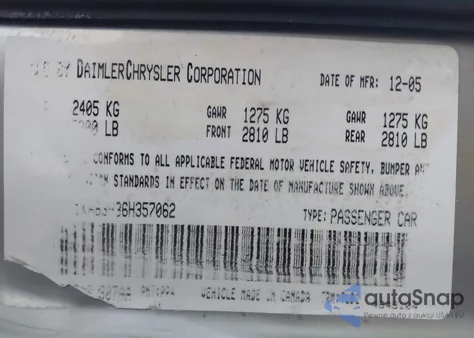 BY DAIMLERCHRYSLER CORPORATION DATE OF MFR: 12-05
2405 KG GAWR 1275 KG GAWR 1275 KG
LB FRONT 2810 LB REAR 2810 LB
CONFORMS TO ALL APPLICABLE FEDERAL MOTOR VEHICLE SAFETY, BUMPER
STANDARDS IN EFFECT ON THE DATE OF MANUFACTURE SHOWN ABOVE.
36H357062 TYPE: PASSENGER CAR
VEHICLE MADE IN CANADA
autoSnap